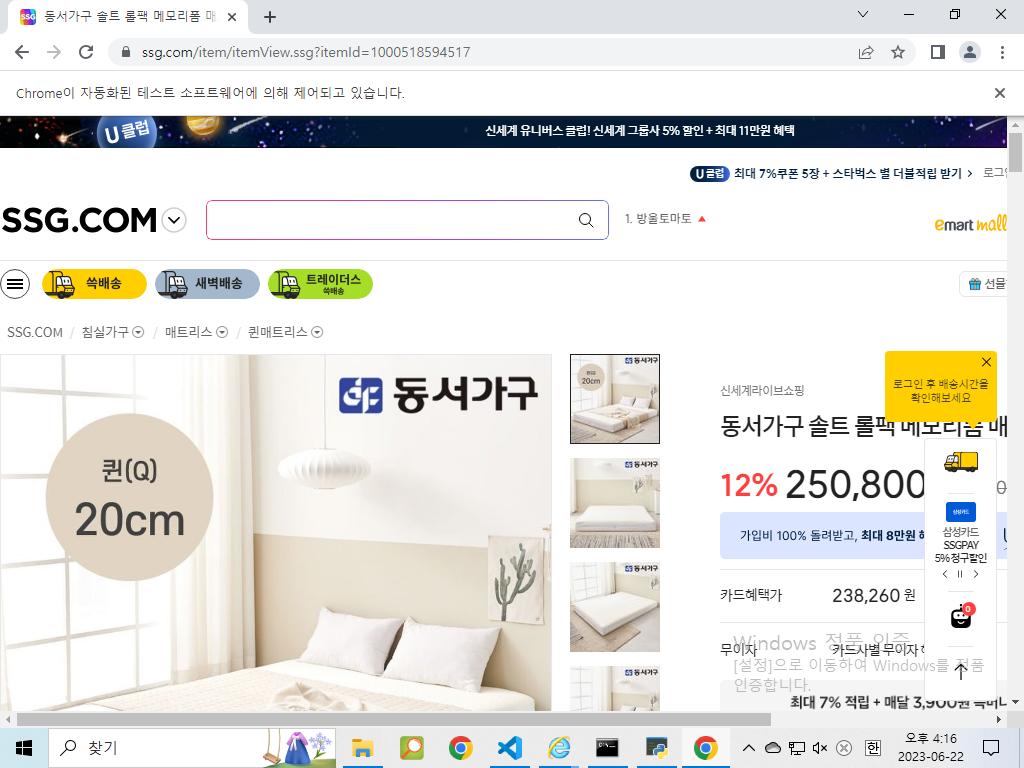 동서가구 솔트 롤팩 메모리폼 매
ssg.com/item/itemView.ssg?itemId=1000518594517
Chrome이 자동화된 테스트 소프트웨어에 의해 제어되고 있습니다.
U 클럽
신세계 유니버스 클럽! 신세계 그룹사 5% 할인 + 최대 11만원 혜택
U 클럽 최대 7%쿠폰 5장 + 스타벅스 별 더블적립 받기 > 로그인
SSG.COM
1. 방울토마토
emart mall
쓱배송
새벽배송
트레이더스
쓱배송
선물
SSG.COM / 침실가구 / 매트리스 / 퀸매트리스
동서가구
퀸(Q)
20cm
로그인 후 배송시간을
확인해보세요
신세계라이브쇼핑
동서가구 솔트 롤팩 메모리폼 매
12% 250,800
가입비 100% 돌려받고, 최대 8만원
삼성카드
삼성카드
SSGPAY
5% 청구할인
카드혜택가 238,260 원
0
무이자 카드사별 무이자
Windows 정품 인증
[설정]으로 이동하여 Windows를 정품
인증합니다.
최대 7% 적립 + 매달 3,900원
찾기
오후 4:16
2023-06-22
한